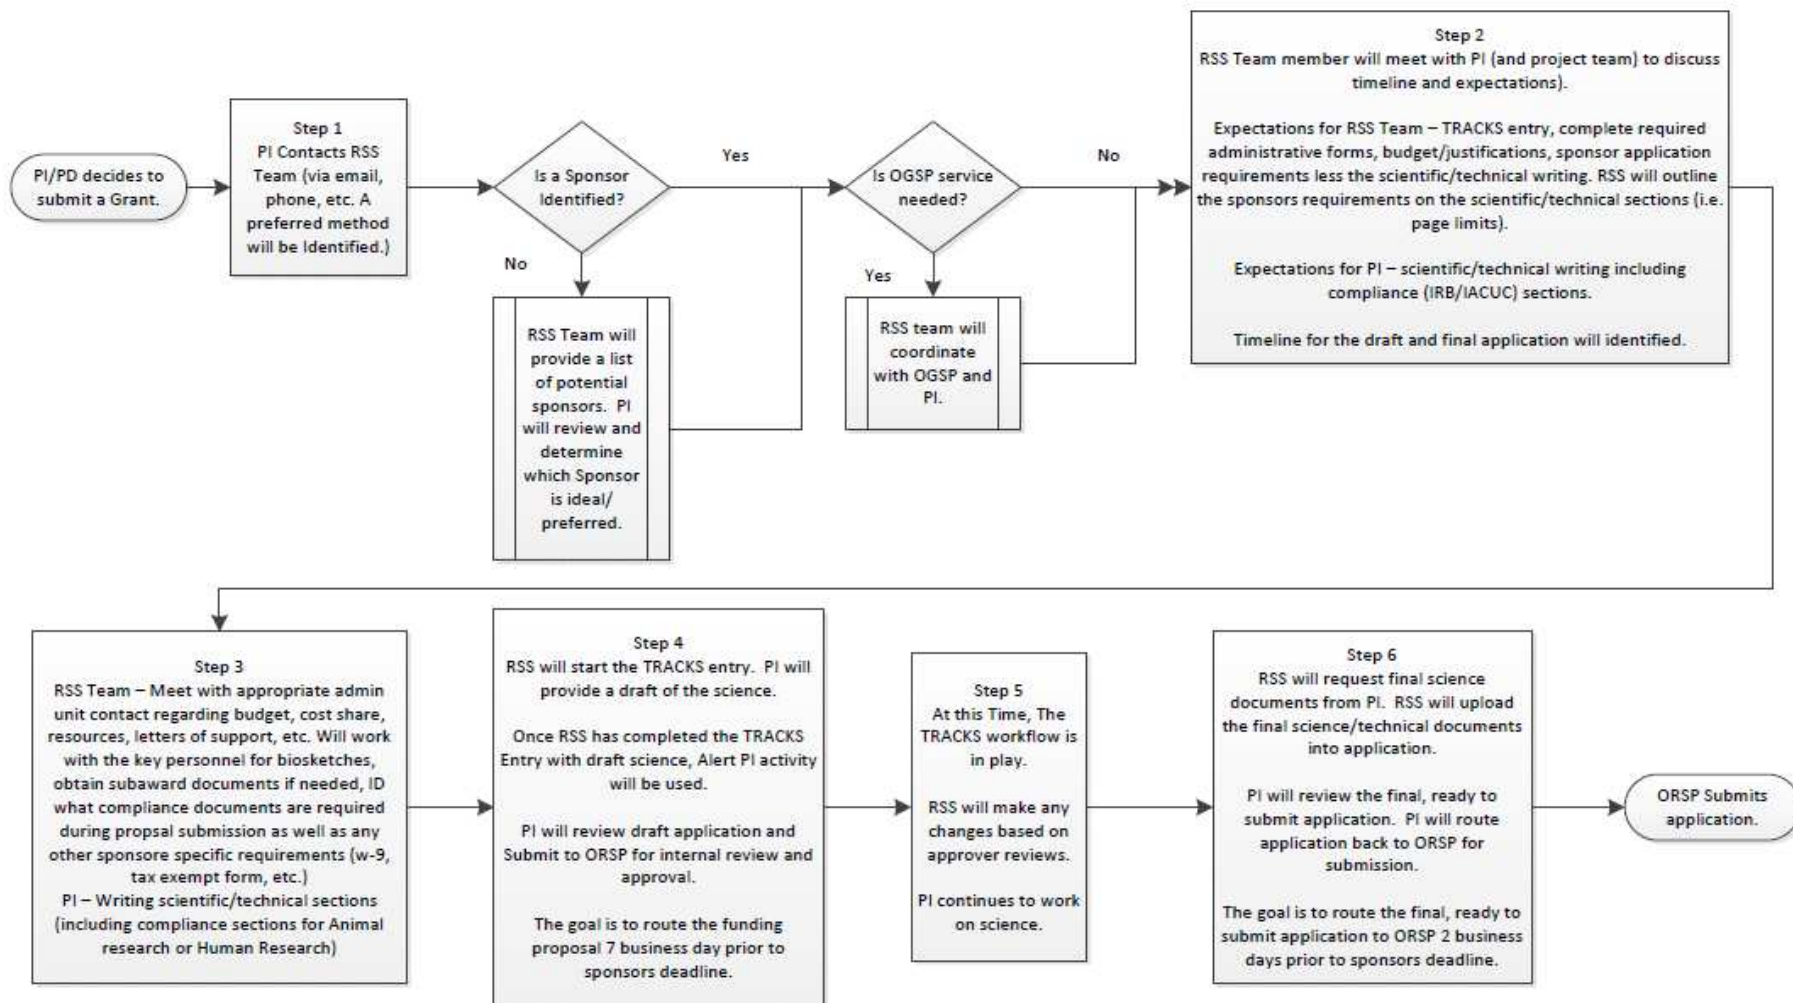 PI/PD decides to
submit a Grant.
Step 1
PI Contacts RSS
Team (via email,
phone, etc. A
preferred method
will be Identified.)
Is a Sponsor
Identified?
Yes
No
RSS Team will
provide a list
of potential
sponsors. PI
will review and
determine
which Sponsor
is ideal/
preferred.
Is OGSP service
needed?
No
Yes
RSS team will
coordinate
with OGSP and
PI.
Step 2
RSS Team member will meet with PI (and project team) to discuss
timeline and expectations).
Expectations for RSS Team – TRACKS entry, complete required
administrative forms, budget/justifications, sponsor application
requirements less the scientific/technical writing. RSS will outline
the sponsors requirements on the scientific/technical sections (i.e.
page limits).
Expectations for PI – scientific/technical writing including
compliance (IRB/IACUC) sections.
Timeline for the draft and final application will identified.
Step 3
RSS Team – Meet with appropriate admin
unit contact regarding budget, cost share,
resources, letters of support, etc. Will work
with the key personnel for biosketches,
obtain subaward documents if needed, ID
what compliance documents are required
during propsal submission as well as any
other sponsore specific requirements (w-9,
tax exempt form, etc.)
PI – Writing scientific/technical sections
(including compliance sections for Animal
research or Human Research)
Step 4
RSS will start the TRACKS entry. PI will
provide a draft of the science.
Once RSS has completed the TRACKS
Entry with draft science, Alert PI activity
will be used.
PI will review draft application and
Submit to ORSP for internal review and
approval.
The goal is to route the funding
proposal 7 business day prior to
sponsors deadline.
Step 5
At this Time, The
TRACKS workflow is
in play.
RSS will make any
changes based on
approver reviews.
PI continues to work
on science.
Step 6
RSS will request final science
documents from PI. RSS will upload
the final science/technical documents
into application.
PI will review the final, ready to
submit application. PI will route
application back to ORSP for
submission.
The goal is to route the final, ready to
submit application to ORSP 2 business
days prior to sponsors deadline.
ORSP Submits
application.